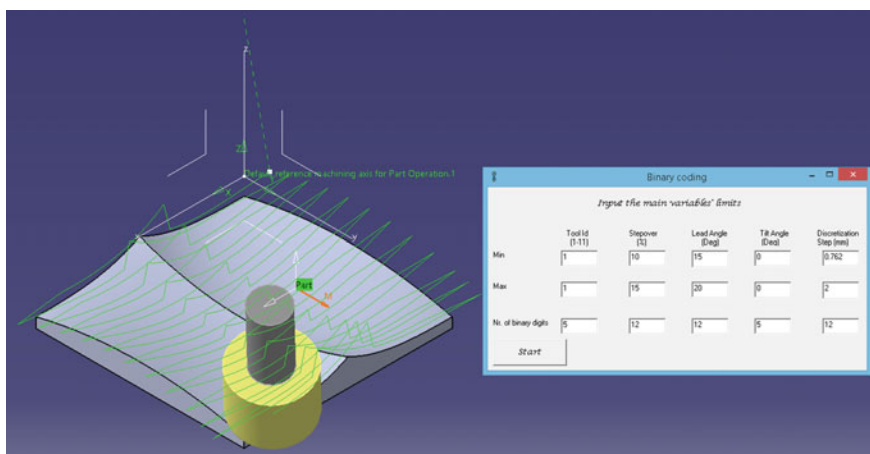 z
Z
Default reference machining axis for Part Operation.1
x
x
y
Part
M
Binary coding
Input the main variables' limits
Tool Id (1-11)
Stepover (%)
Lead Angle (Deg)
Tilt Angle (Deg)
Discretization Step (mm)
Min 1 10 15 0 0.762
Max 1 15 20 0 2
Nr. of binary digits 5 12 12 5 12
Start